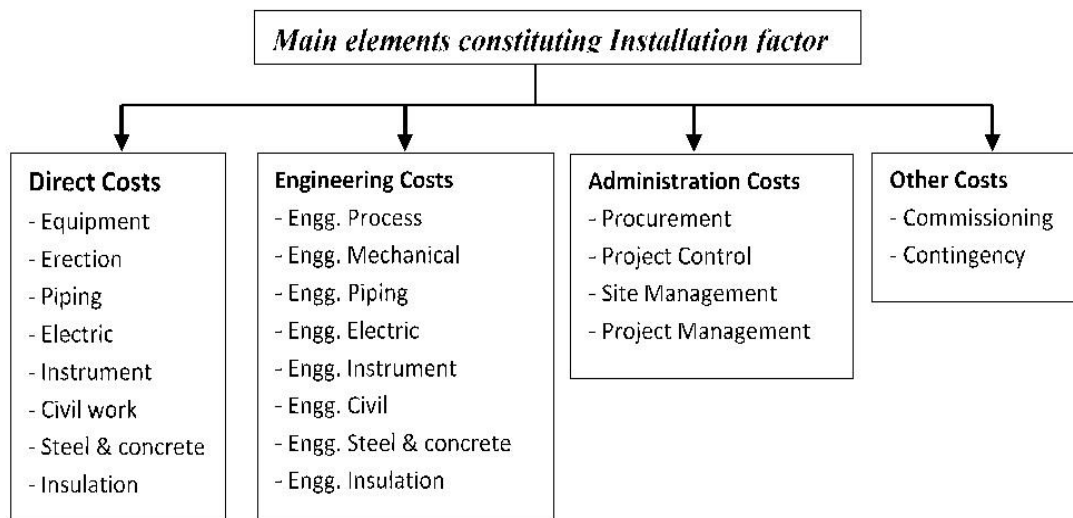 Main elements constituting Installation factor
Direct Costs
- Equipment
- Erection
- Piping
- Electric
- Instrument
- Civil work
- Steel & concrete
- Insulation
Engineering Costs
- Engg. Process
- Engg. Mechanical
- Engg. Piping
- Engg. Electric
- Engg. Instrument
- Engg. Civil
- Engg. Steel & concrete
- Engg. Insulation
Administration Costs
- Procurement
- Project Control
- Site Management
- Project Management
Other Costs
- Commissioning
- Contingency